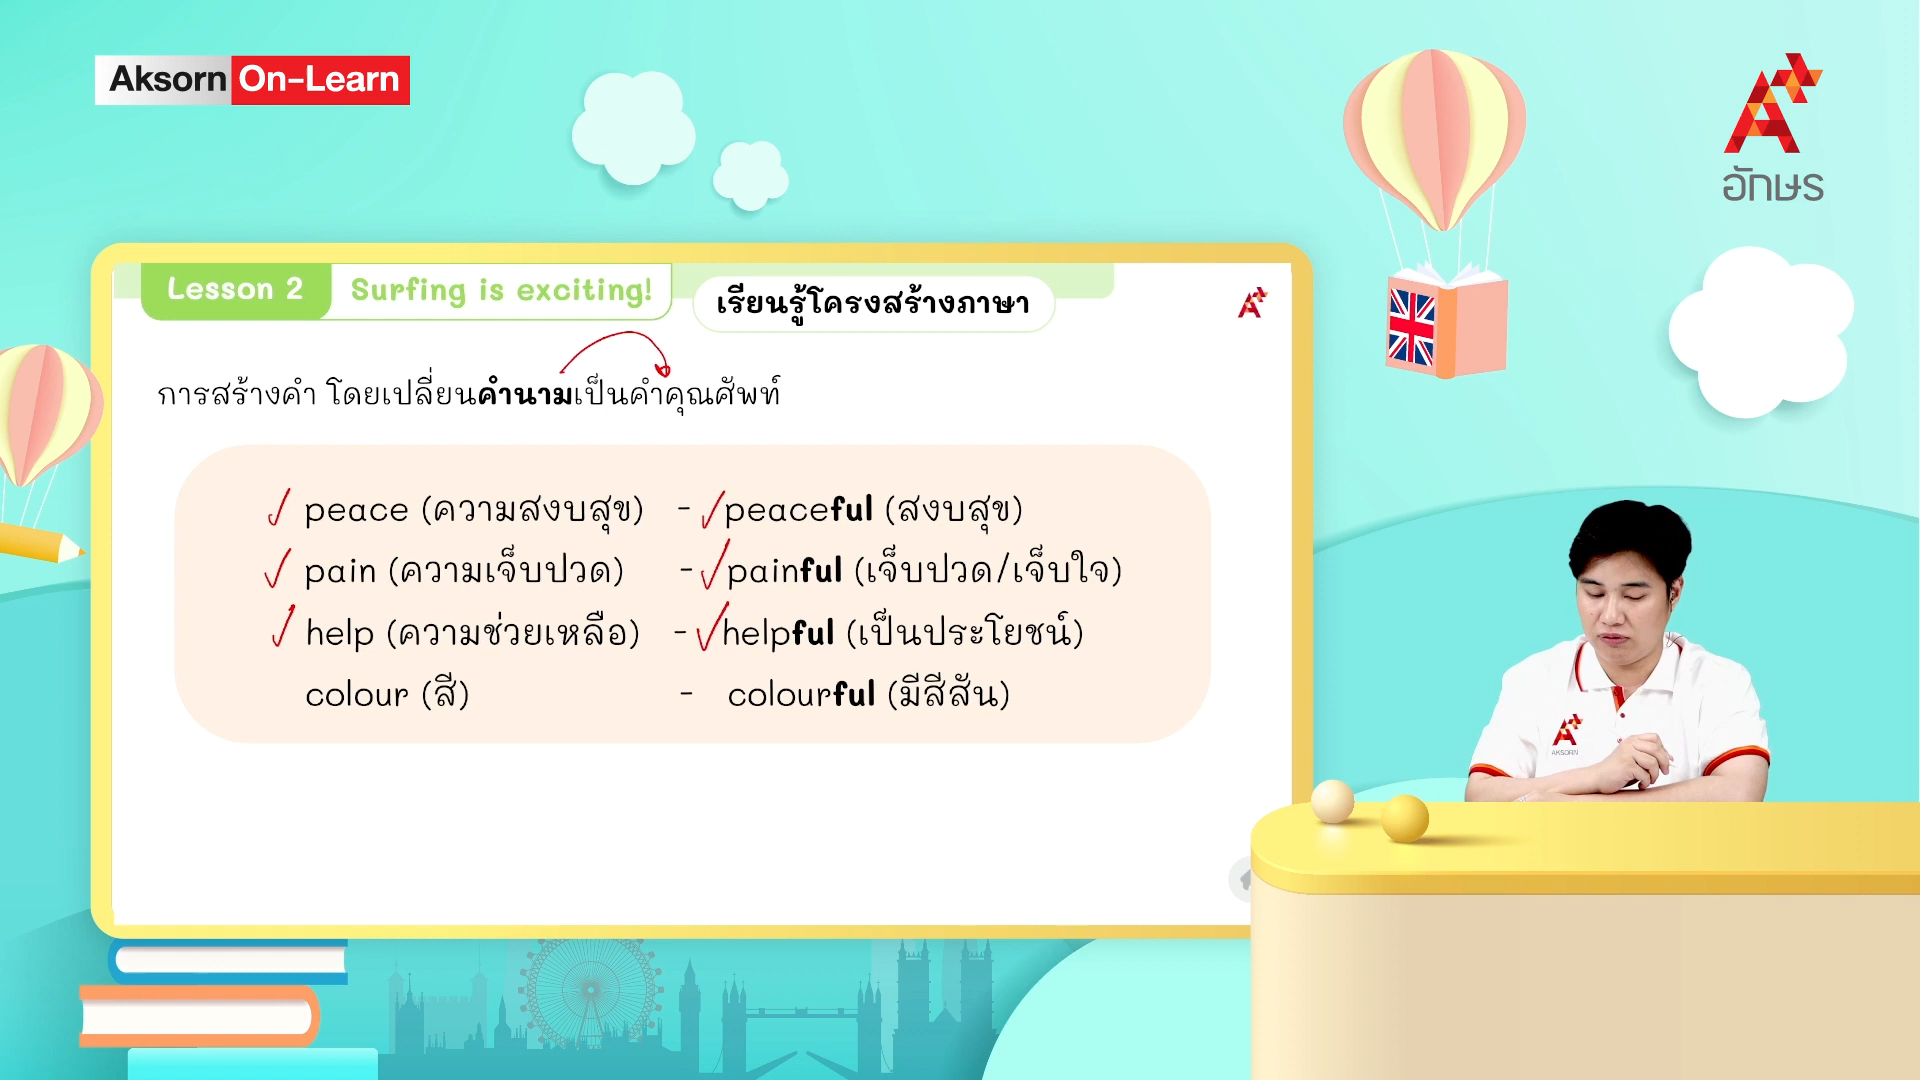 Aksorn On-Learn
อักษร
Lesson 2 Surfing is exciting! เรียนรู้โครงสร้างภาษา
การสร้างคำ โดยเปลี่ยนคำนามเป็นคำคุณศัพท์
peace (ความสงบสุข) - peaceful (สงบสุข)
pain (ความเจ็บปวด) - painful (เจ็บปวด/เจ็บใจ)
help (ความช่วยเหลือ) - helpful (เป็นประโยชน์)
colour (สี) - colourful (มีสีสัน)
AKSORN